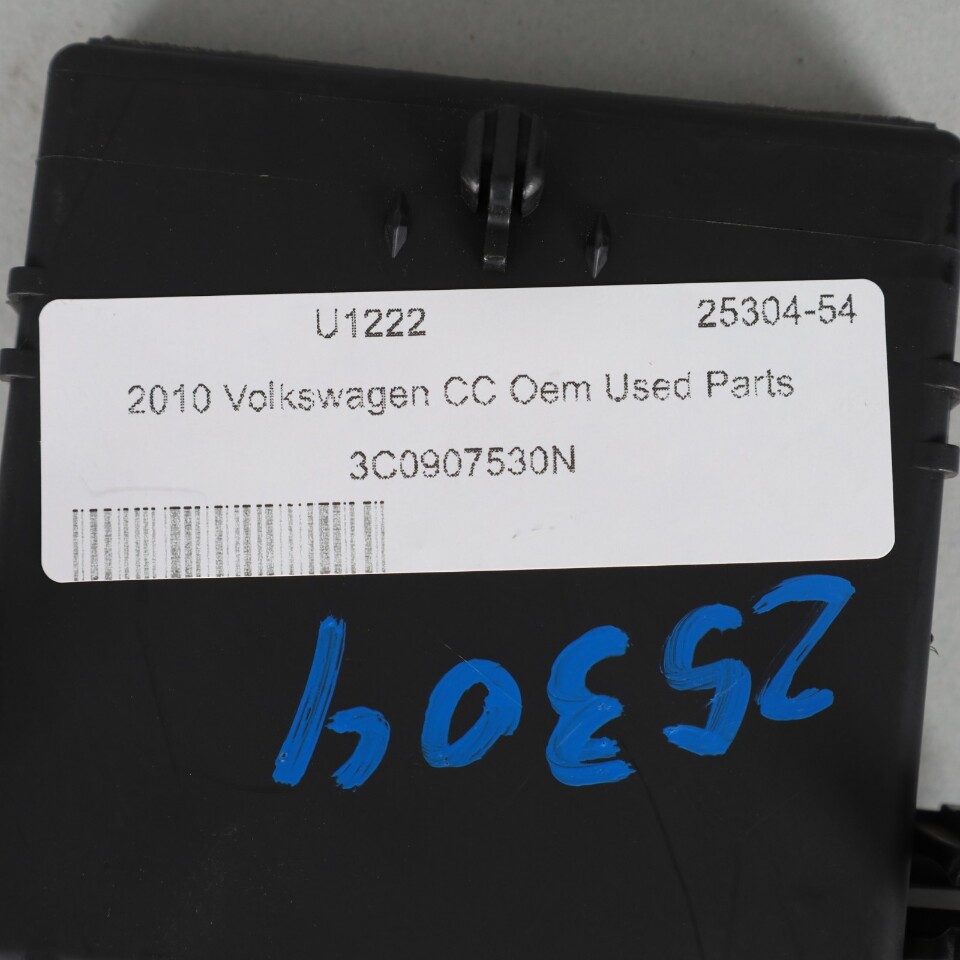 U1222 25304-54
2010 Volkswagen CC Oem Used Parts
3C0907530N
25304